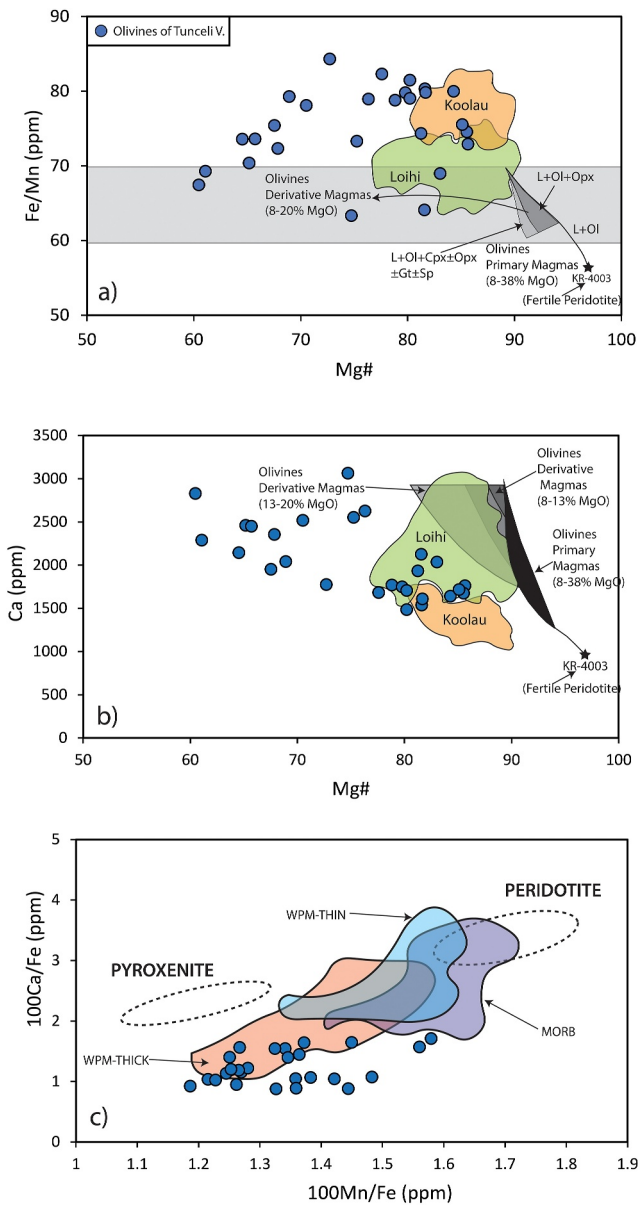 90
Olivines of Tunceli V.
80
Koolau
70
Loihi
L+Ol+Opx
Olivines
Derivative Magmas
(8-20% MgO)
L+Ol
60
L+Ol+Cpx±Opx
±Gt±Sp
Olivines
Primary Magmas
(8-38% MgO)
KR-4003
(Fertile Peridotite)
a)
50
50 60 70 80 90 100
Fe/Mn (ppm)
Mg#
3500
3000
2500
2000
1500
1000
500
0
Olivines
Derivative Magmas
(13-20% MgO)
Olivines
Derivative
Magmas
(8-13% MgO)
Loihi
Olivines
Primary
Magmas
(8-38% MgO)
Koolau
KR-4003
(Fertile Peridotite)
b)
50 60 70 80 90 100
Ca (ppm)
Mg#
5
4
3
2
1
0
PERIDOTITE
WPM-THIN
PYROXENITE
MORB
WPM-THICK
c)
1 1.1 1.2 1.3 1.4 1.5 1.6 1.7 1.8 1.9
100Ca/Fe (ppm)
100Mn/Fe (ppm)